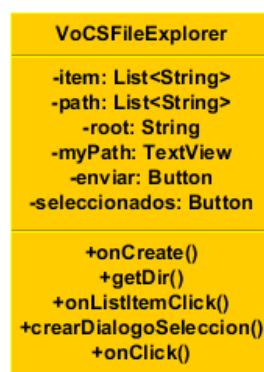 VoCSFileExplorer
-item: List<String>
-path: List<String>
-root: String
-myPath: TextView
-enviar: Button
-seleccionados: Button
+onCreate()
+getDir()
+onListItemClick()
+crearDialogoSeleccion()
+onClick()